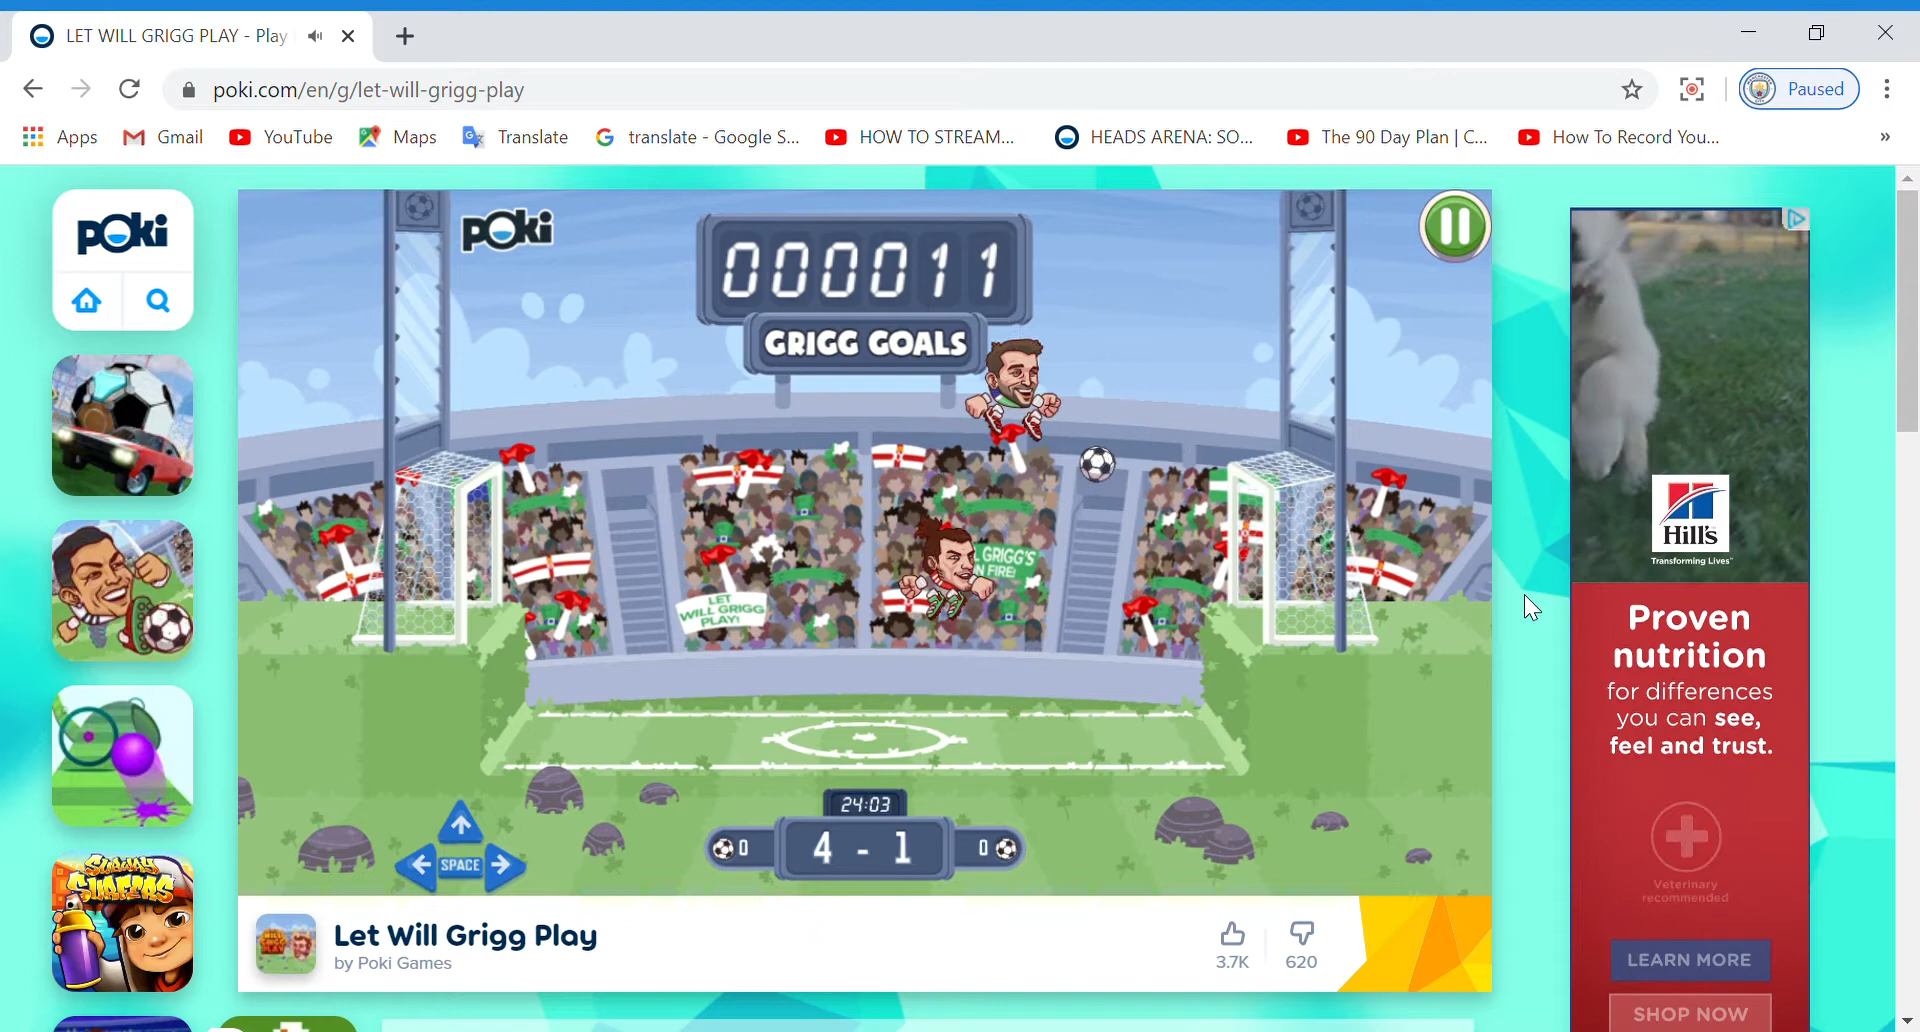 LET WILL GRIGG PLAY - Play
poki.com/en/g/let-will-grigg-play
Paused
Apps
Gmail
YouTube
Maps
Translate
translate - Google S...
HOW TO STREAM...
HEADS ARENA: SO...
The 90 Day Plan | C...
How To Record You...
»
poki
poki
000011
GRIGG GOALS
GRIGG'S
N FIRE!
LET
WILL GRIGG
PLAY!
24:03
0
4 - 1
0
SPACE
SUBWAY
SURFERS
Let Will Grigg Play
by Poki Games
3.7K
620
Hill's
Transforming Lives™
Proven
nutrition
for differences
you can see,
feel and trust.
Veterinary
recommended
LEARN MORE
SHOP NOW